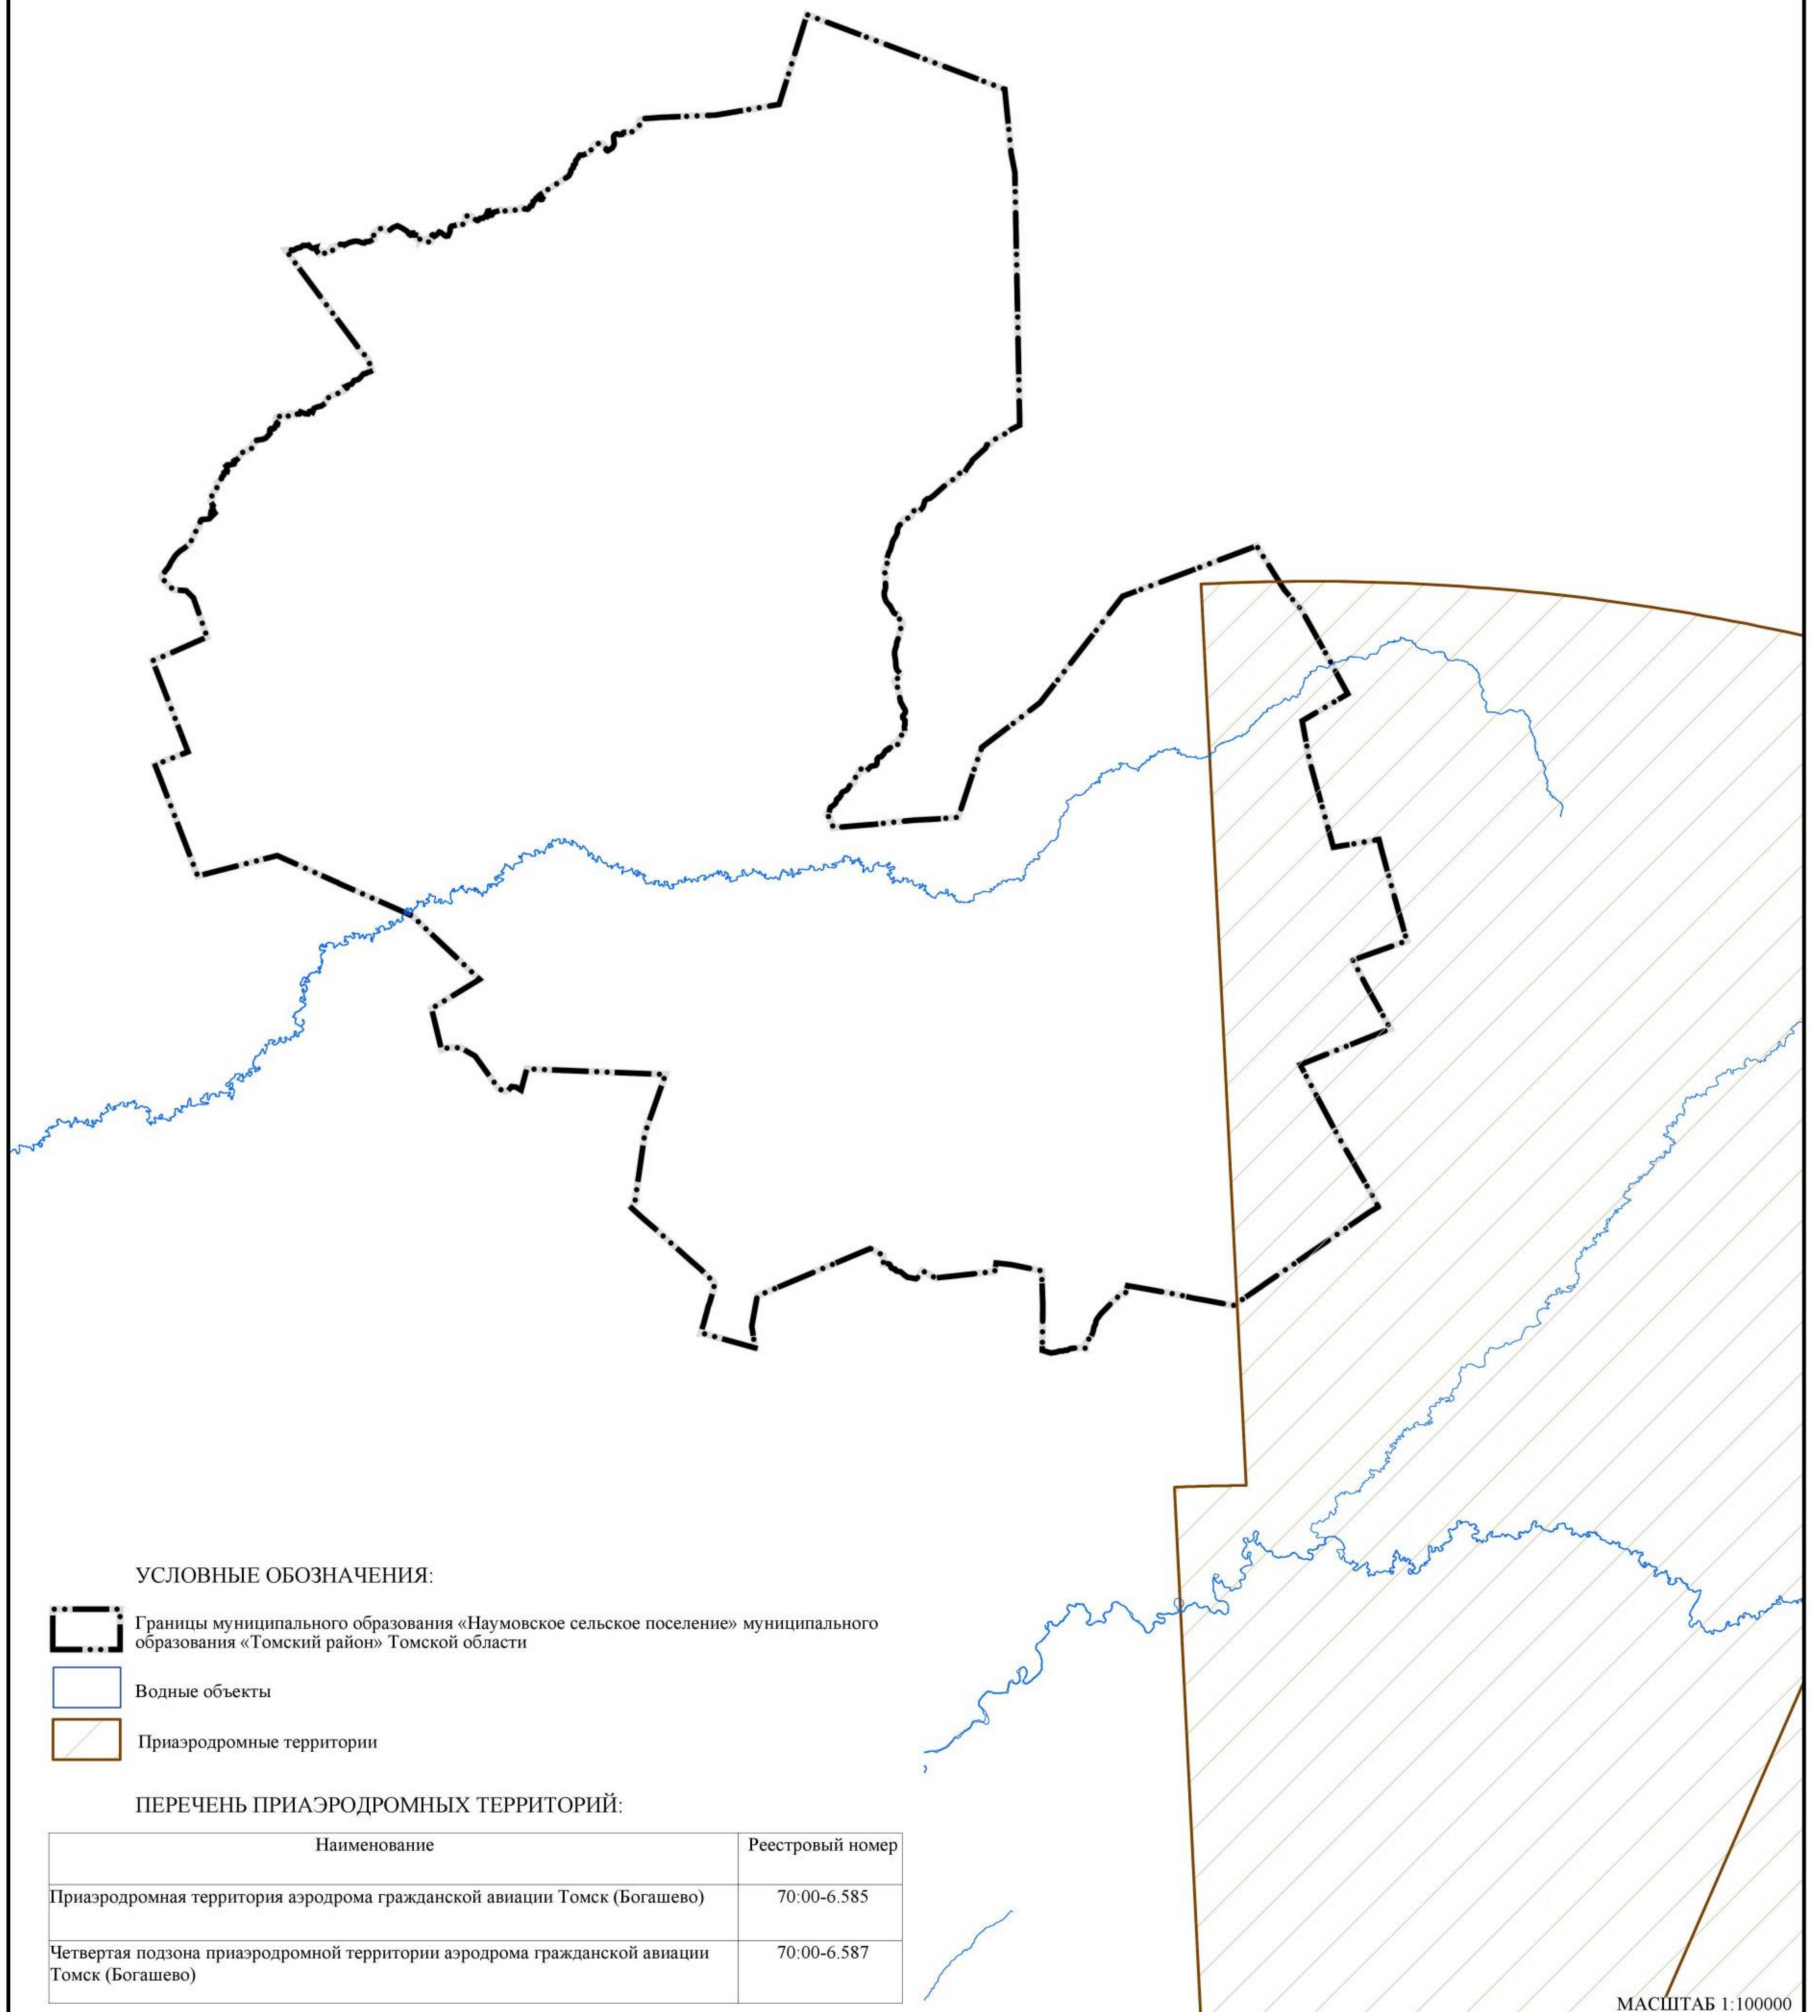 УСЛОВНЫЕ ОБОЗНАЧЕНИЯ:
Границы муниципального образования «Наумовское сельское поселение» муниципального
образования «Томский район» Томской области
Водные объекты
Приаэродромные территории
ПЕРЕЧЕНЬ ПРИАЭРОДРОМНЫХ ТЕРРИТОРИЙ:
Наименование
Реестровый номер
Приаэродромная территория аэродрома гражданской авиации Томск (Богашево)
70:00-6.585
Четвертая подзона приаэродромной территории аэродрома гражданской авиации
Томск (Богашево)
70:00-6.587
МАСШТАБ 1:100000